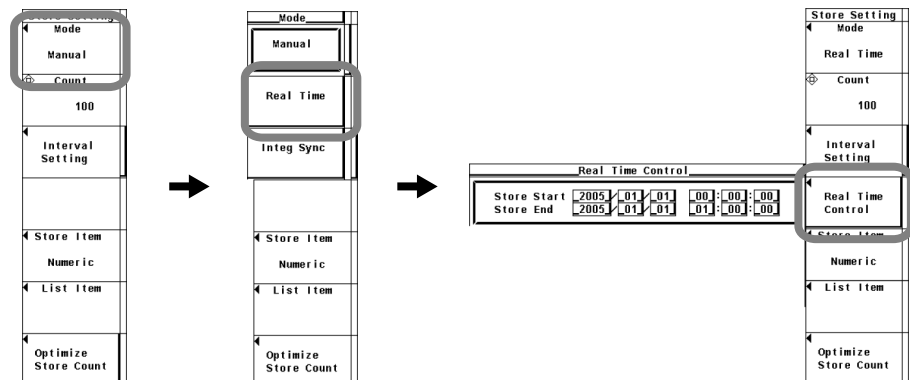 Store Setting
Mode
Manual
Count
100
Interval
Setting
Store Item
Numeric
List Item
Optimize
Store Count
Mode
Manual
Real Time
Integ Sync
Store Item
Numeric
List Item
Optimize
Store Count
Real Time Control
Store Start 2005/01/01 00:00:00
Store End 2005/01/01 01:00:00
Store Setting
Mode
Real Time
Count
100
Interval
Setting
Real Time
Control
Store Item
Numeric
List Item
Optimize
Store Count